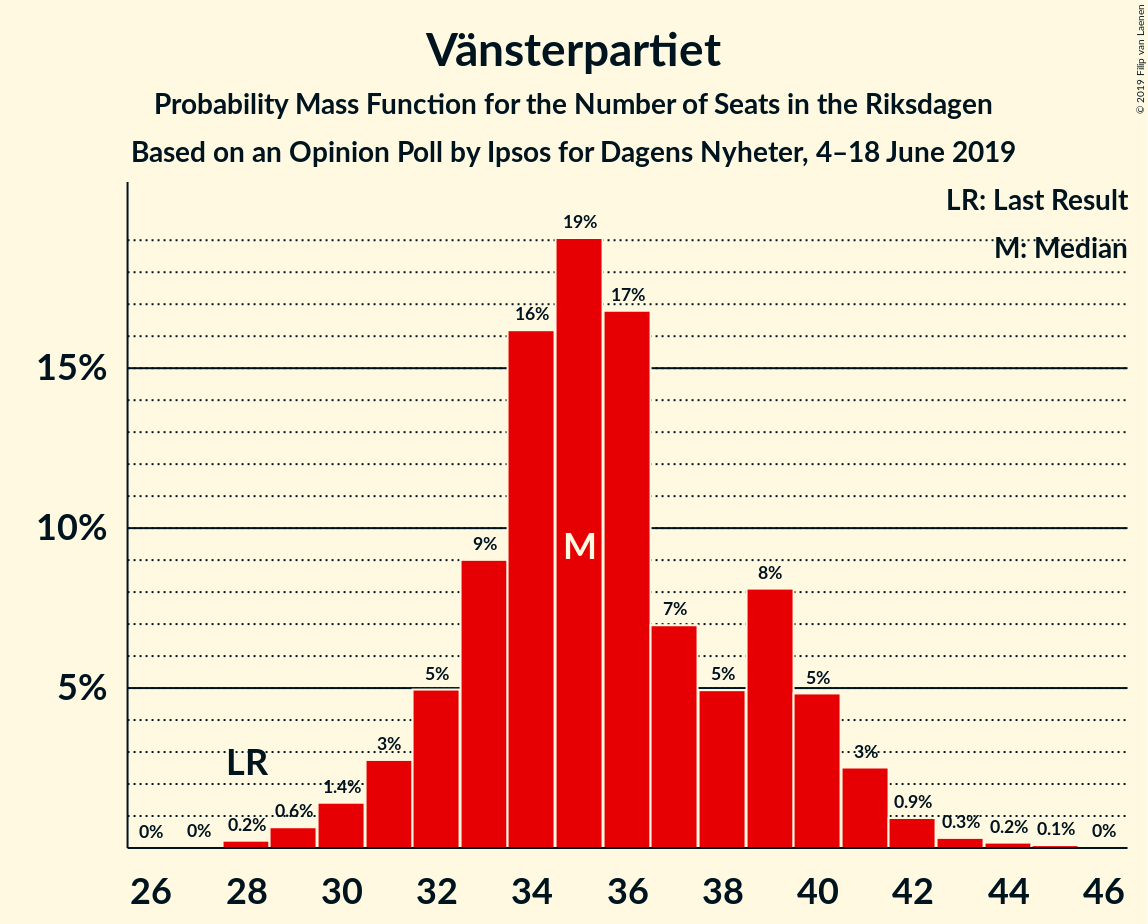 Vänsterpartiet
Probability Mass Function for the Number of Seats in the Riksdagen
Based on an Opinion Poll by Ipsos for Dagens Nyheter, 4–18 June 2019
© 2019 Filip van Laenen
LR: Last Result
M: Median
19%
17%
16%
15%
10%
9%
M
8%
7%
5%
5%
5%
5%
3%
LR
3%
1.4%
0.9%
0.6%
0.3%
0.2%
0.2%
0.1%
0%
0%
0%
26 28 30 32 34 36 38 40 42 44 46